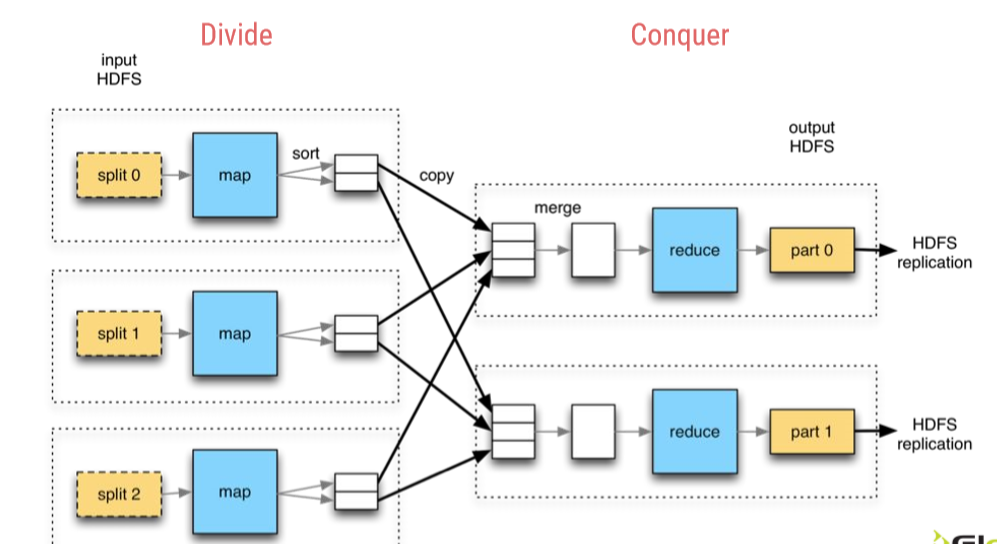 Divide
Conquer
input
HDFS
output
HDFS
split 0
map
sort
copy
merge
reduce
part 0
HDFS
replication
split 1
map
reduce
part 1
HDFS
replication
split 2
map